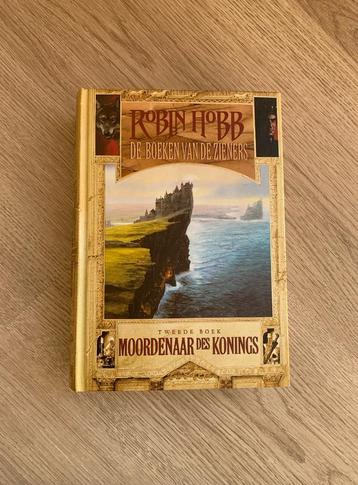 ROBIN HOBB
DE BOEKEN VAN DE ZIENERS
TWEEDE BOEK
MOORDENAAR DES KONINGS